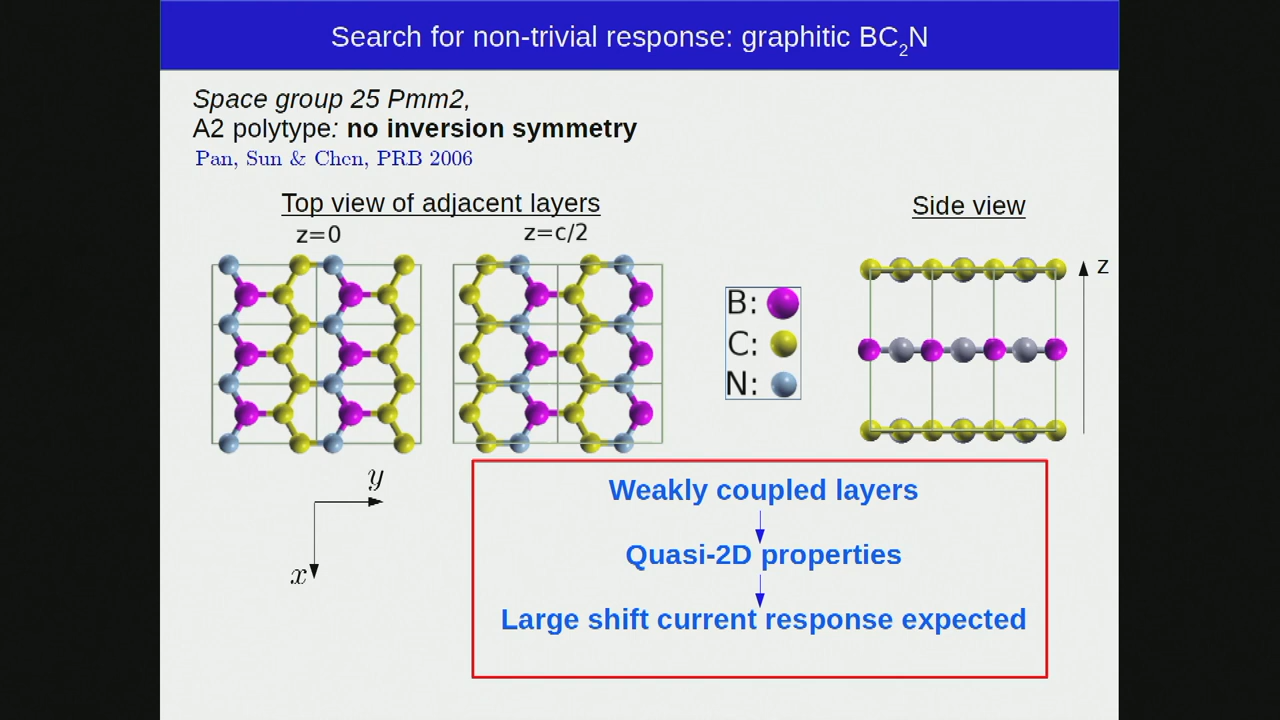 Search for non-trivial response: graphitic BC₂N
Space group 25 Pmm2,
A2 polytype: no inversion symmetry
Pan, Sun & Chen, PRB 2006
Top view of adjacent layers
z=0
z=c/2
Side view
z
B:
C:
N:
y
x
Weakly coupled layers
Quasi-2D properties
Large shift current response expected